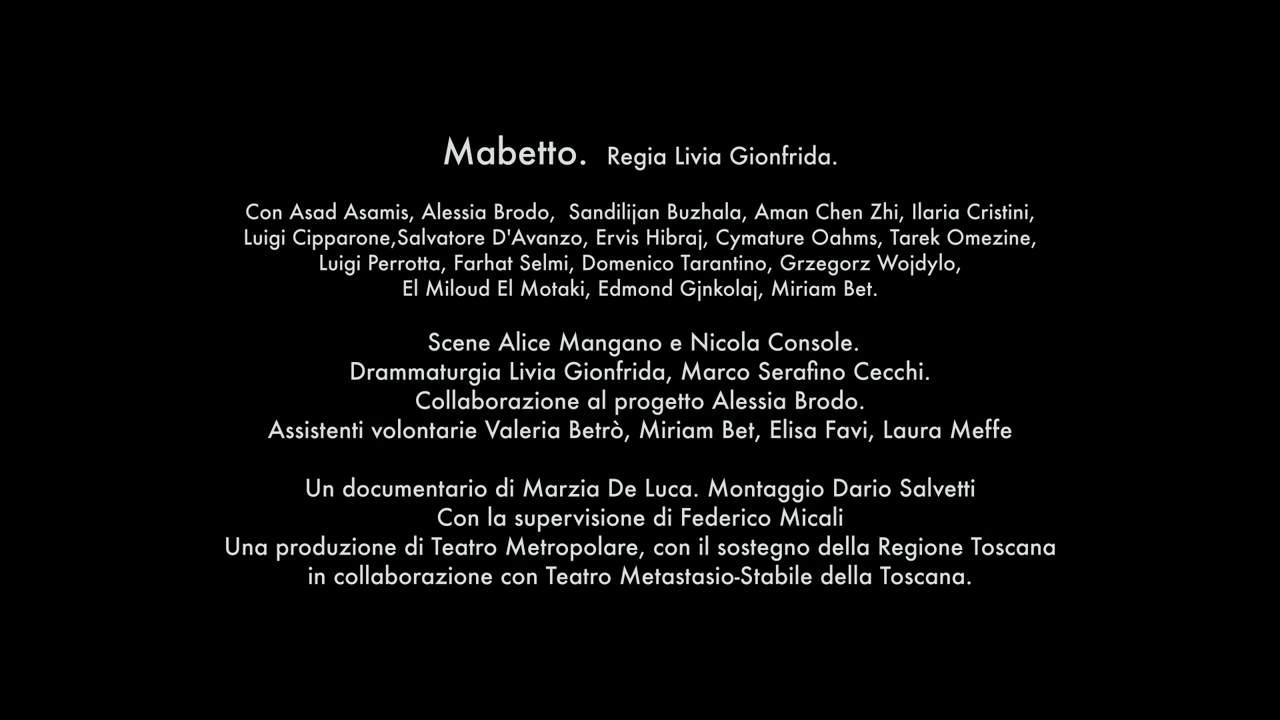 Mabetto. Regia Livia Gionfrida.
Con Asad Asamis, Alessia Brodo, Sandilijan Buzhala, Aman Chen Zhi, Ilaria Cristini,
Luigi Cipparone,Salvatore D'Avanzo, Ervis Hibraj, Cymature Oahms, Tarek Omezine,
Luigi Perrotta, Farhat Selmi, Domenico Tarantino, Grzegorz Wojdylo,
El Miloud El Motaki, Edmond Gjnkolaj, Miriam Bet.
Scene Alice Mangano e Nicola Console.
Drammaturgia Livia Gionfrida, Marco Serafino Cecchi.
Collaborazione al progetto Alessia Brodo.
Assistenti volontarie Valeria Betrò, Miriam Bet, Elisa Favi, Laura Meffe
Un documentario di Marzia De Luca. Montaggio Dario Salvetti
Con la supervisione di Federico Micali
Una produzione di Teatro Metropolare, con il sostegno della Regione Toscana
in collaborazione con Teatro Metastasio-Stabile della Toscana.